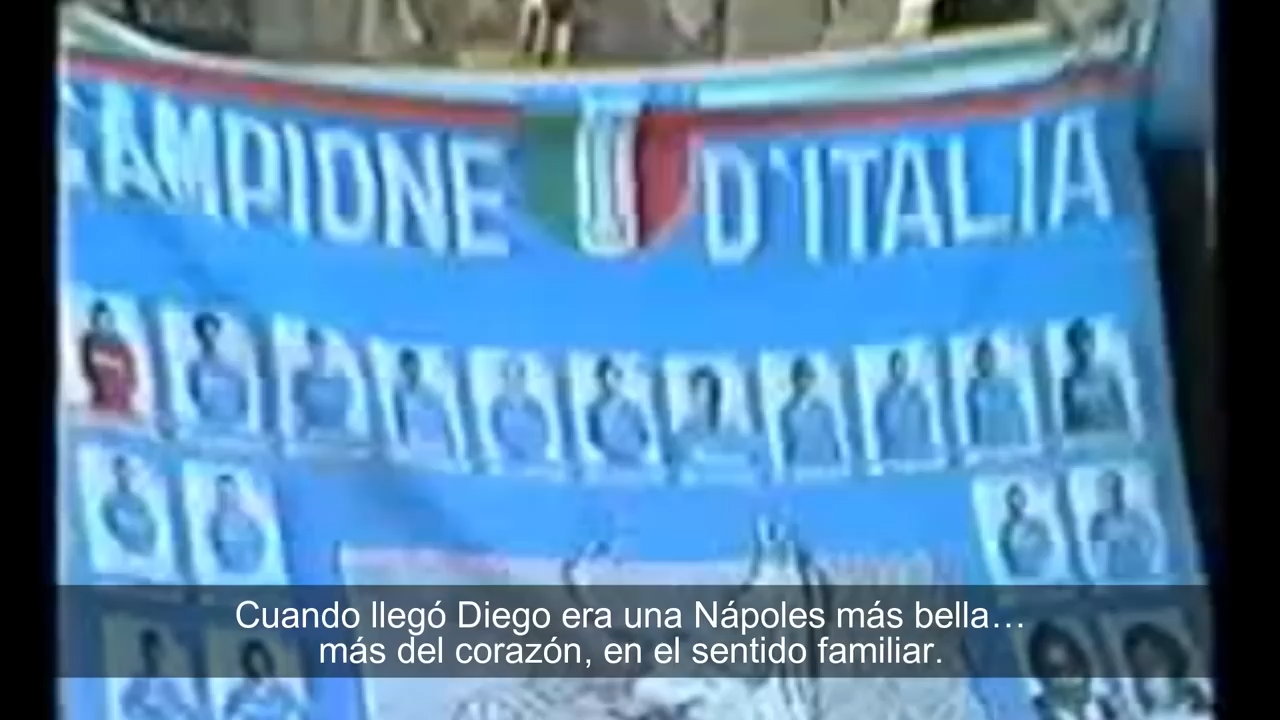 CAMPIONE D'ITALIA
Cuando llegó Diego era una Nápoles más bella…
más del corazón, en el sentido familiar.